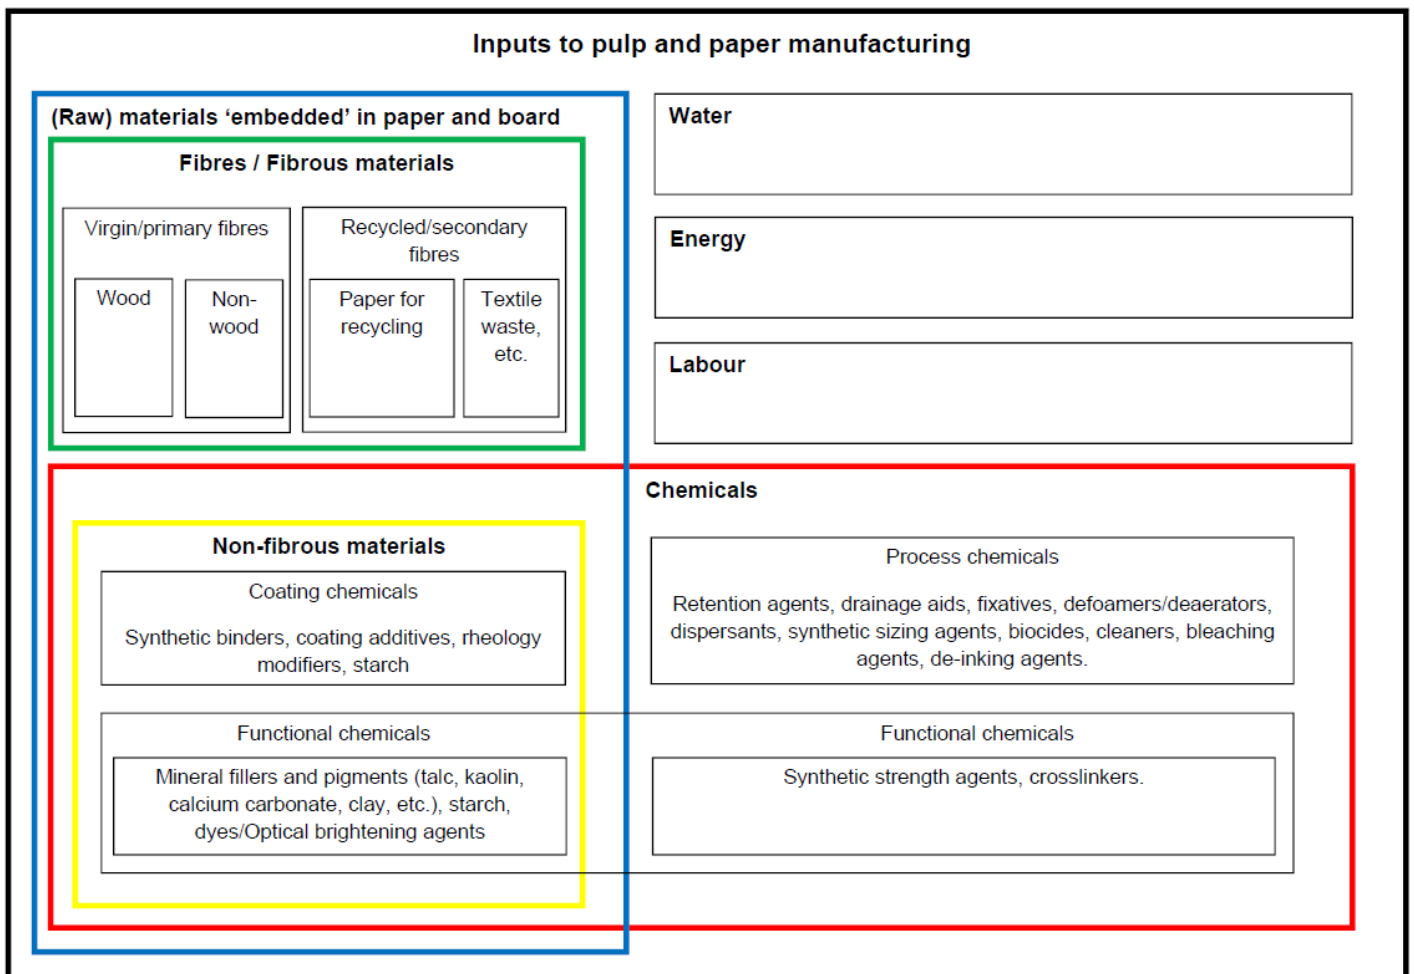 Inputs to pulp and paper manufacturing
(Raw) materials ‘embedded’ in paper and board
Fibres / Fibrous materials
Virgin/primary fibres
Wood
Non-
wood
Recycled/secondary
fibres
Paper for
recycling
Textile
waste,
etc.
Water
Energy
Labour
Chemicals
Non-fibrous materials
Coating chemicals
Synthetic binders, coating additives, rheology
modifiers, starch
Process chemicals
Retention agents, drainage aids, fixatives, defoamers/deaerators,
dispersants, synthetic sizing agents, biocides, cleaners, bleaching
agents, de-inking agents.
Functional chemicals
Mineral fillers and pigments (talc, kaolin,
calcium carbonate, clay, etc.), starch,
dyes/Optical brightening agents
Functional chemicals
Synthetic strength agents, crosslinkers.